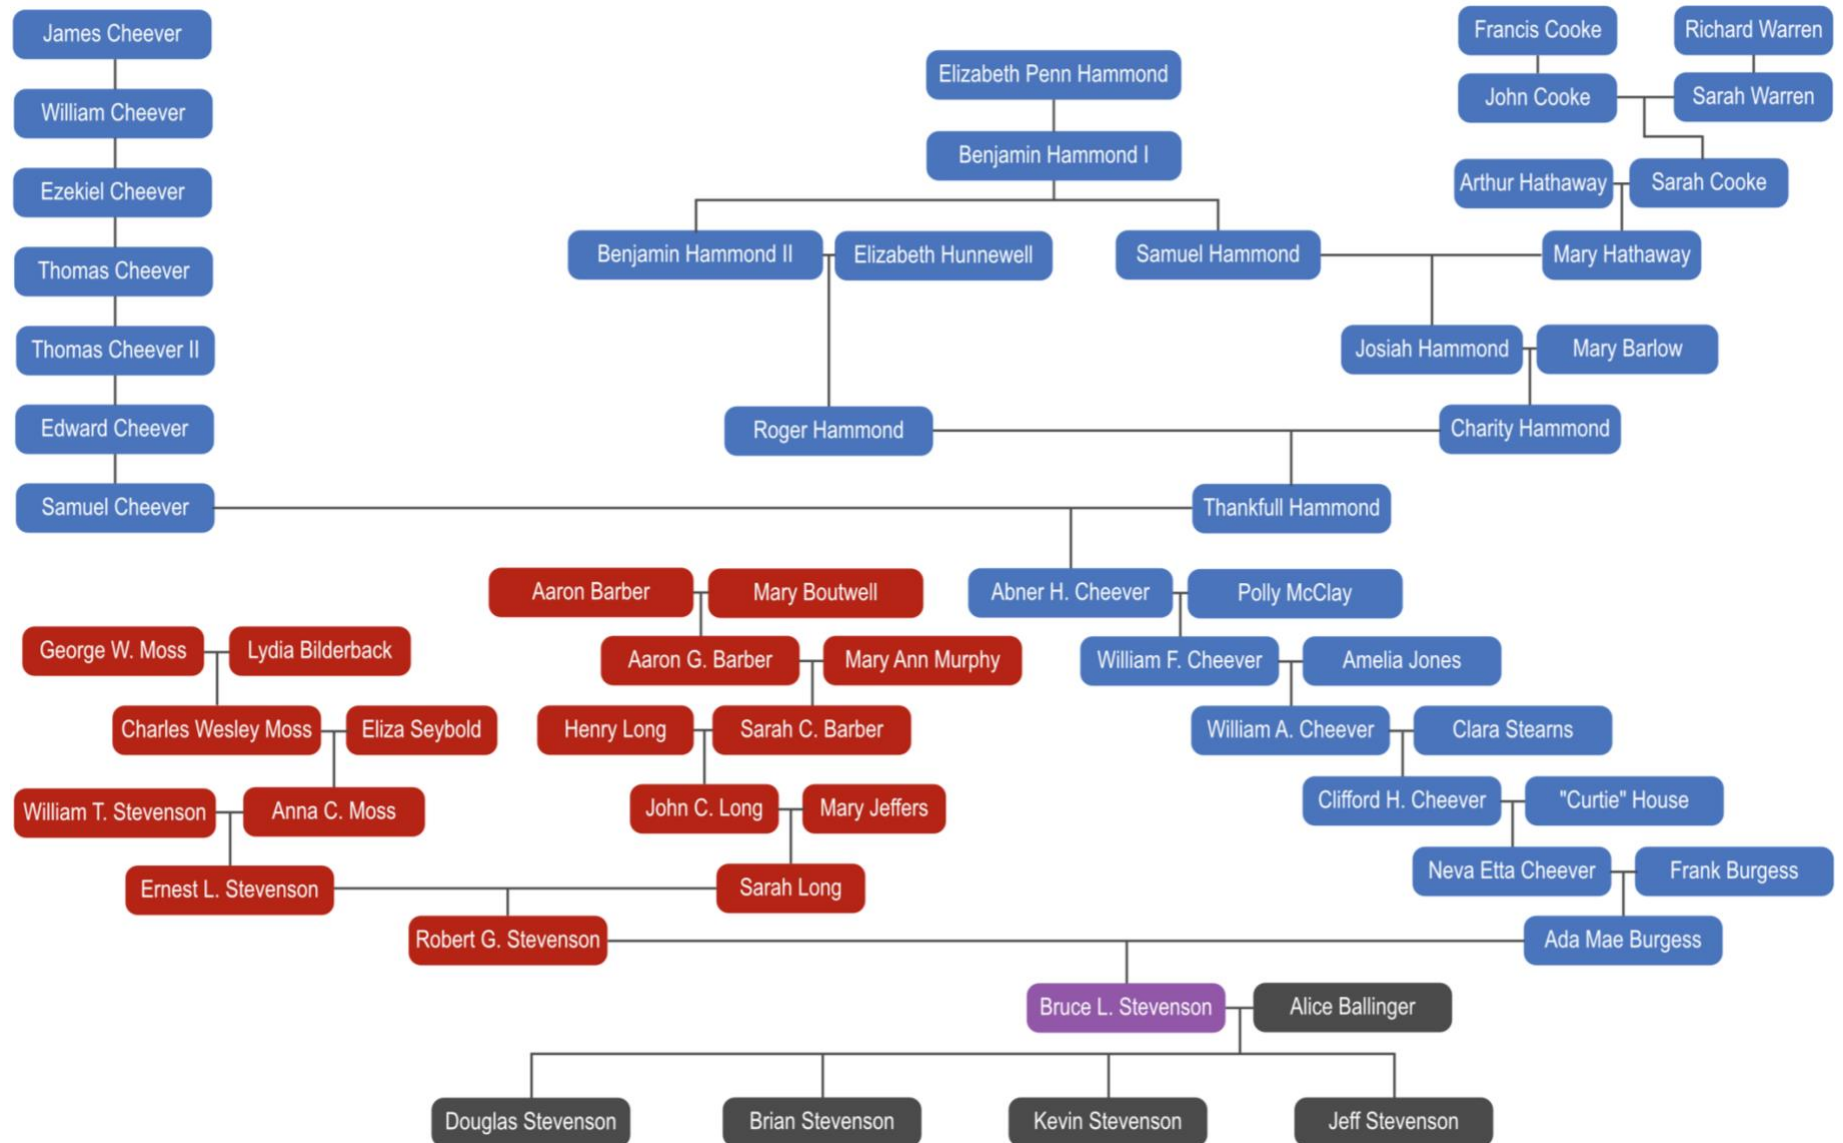 James Cheever
Francis Cooke
Richard Warren
Elizabeth Penn Hammond
William Cheever
John Cooke
Sarah Warren
Benjamin Hammond I
Ezekiel Cheever
Arthur Hathaway
Sarah Cooke
Thomas Cheever
Benjamin Hammond II
Elizabeth Hunnewell
Samuel Hammond
Mary Hathaway
Thomas Cheever II
Josiah Hammond
Mary Barlow
Edward Cheever
Roger Hammond
Charity Hammond
Samuel Cheever
Thankfull Hammond
Aaron Barber
Mary Boutwell
Abner H. Cheever
Polly McClay
George W. Moss
Lydia Bilderback
Aaron G. Barber
Mary Ann Murphy
William F. Cheever
Amelia Jones
Charles Wesley Moss
Eliza Seybold
Henry Long
Sarah C. Barber
William A. Cheever
Clara Stearns
William T. Stevenson
Anna C. Moss
John C. Long
Mary Jeffers
Clifford H. Cheever
"Curtie" House
Ernest L. Stevenson
Sarah Long
Neva Etta Cheever
Frank Burgess
Robert G. Stevenson
Ada Mae Burgess
Bruce L. Stevenson
Alice Ballinger
Douglas Stevenson
Brian Stevenson
Kevin Stevenson
Jeff Stevenson